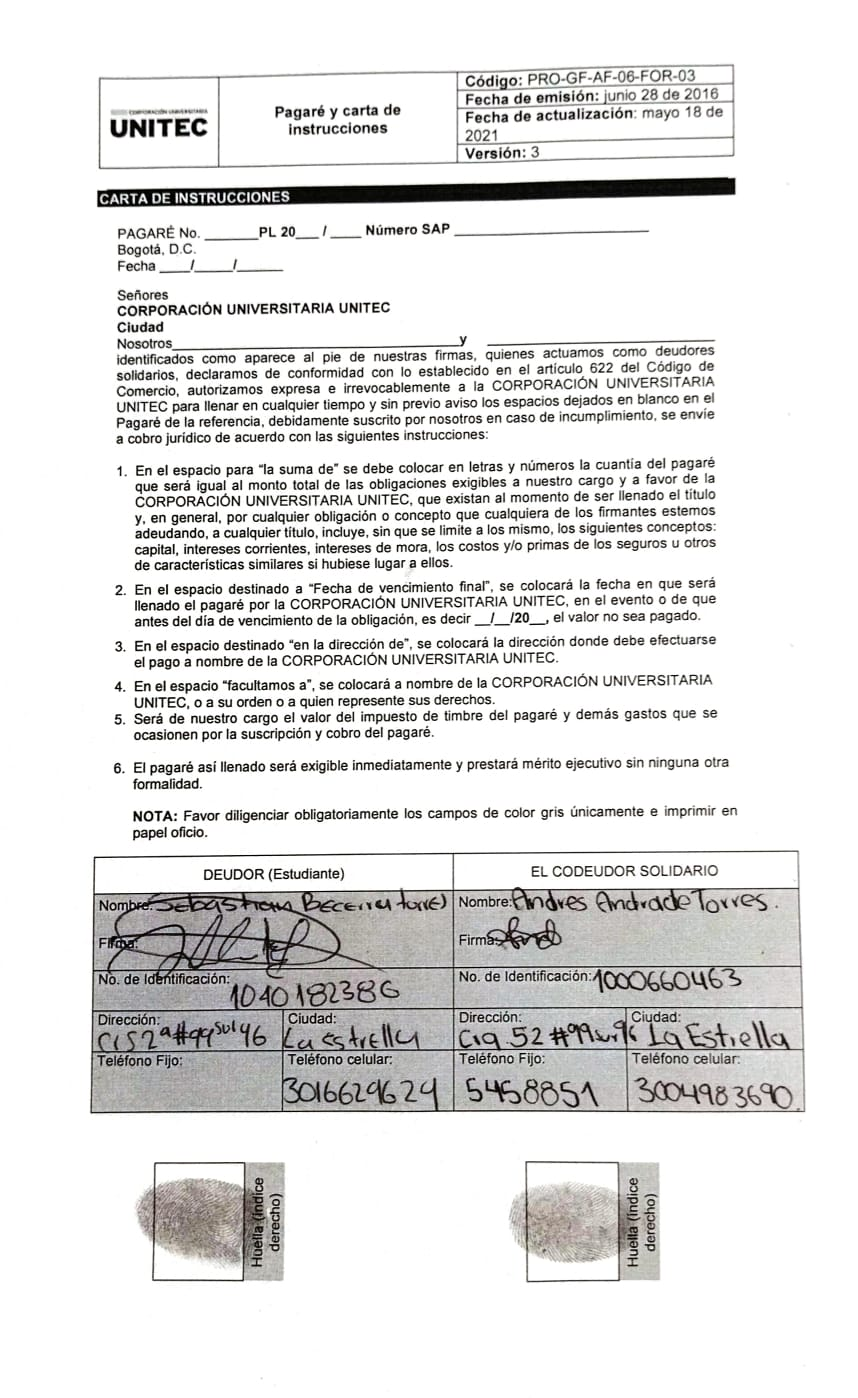 CORPORACIÓN UNIVERSITARIA
UNITEC
Pagaré y carta de
instrucciones
Código: PRO-GF-AF-06-FOR-03
Fecha de emisión: junio 28 de 2016
Fecha de actualización: mayo 18 de
2021
Versión: 3
CARTA DE INSTRUCCIONES
PAGARÉ No. _______PL 20___ / ____ Número SAP ______________________
Bogotá, D.C.
Fecha ____/_____/______
Señores
CORPORACIÓN UNIVERSITARIA UNITEC
Ciudad
Nosotros__________________________________y __________________________
identificados como aparece al pie de nuestras firmas, quienes actuamos como deudores
solidarios, declaramos de conformidad con lo establecido en el artículo 622 del Código de
Comercio, autorizamos expresa e irrevocablemente a la CORPORACIÓN UNIVERSITARIA
UNITEC para llenar en cualquier tiempo y sin previo aviso los espacios dejados en blanco en el
Pagaré de la referencia, debidamente suscrito por nosotros en caso de incumplimiento, se envíe
a cobro jurídico de acuerdo con las siguientes instrucciones:
1. En el espacio para “la suma de” se debe colocar en letras y números la cuantía del pagaré
que será igual al monto total de las obligaciones exigibles a nuestro cargo y a favor de la
CORPORACIÓN UNIVERSITARIA UNITEC, que existan al momento de ser llenado el título
y, en general, por cualquier obligación o concepto que cualquiera de los firmantes estemos
adeudando, a cualquier título, incluye, sin que se limite a los mismo, los siguientes conceptos:
capital, intereses corrientes, intereses de mora, los costos y/o primas de los seguros u otros
de características similares si hubiese lugar a ellos.
2. En el espacio destinado a “Fecha de vencimiento final”, se colocará la fecha en que será
llenado el pagaré por la CORPORACIÓN UNIVERSITARIA UNITEC, en el evento o de que
antes del día de vencimiento de la obligación, es decir __/__/20__, el valor no sea pagado.
3. En el espacio destinado “en la dirección de”, se colocará la dirección donde debe efectuarse
el pago a nombre de la CORPORACIÓN UNIVERSITARIA UNITEC.
4. En el espacio “facultamos a”, se colocará a nombre de la CORPORACIÓN UNIVERSITARIA
UNITEC, o a su orden o a quien represente sus derechos.
5. Será de nuestro cargo el valor del impuesto de timbre del pagaré y demás gastos que se
ocasionen por la suscripción y cobro del pagaré.
6. El pagaré así llenado será exigible inmediatamente y prestará mérito ejecutivo sin ninguna otra
formalidad.
NOTA: Favor diligenciar obligatoriamente los campos de color gris únicamente e imprimir en
papel oficio.
DEUDOR (Estudiante)
EL CODEUDOR SOLIDARIO
Nombre: Sebastian Becerra torres
Nombre: Andres Andrade Torres.
Firma:
Firma:
No. de Identificación: 1040182386
No. de Identificación: 1000660463
Dirección:
Ciudad:
Dirección:
Ciudad:
La estrella
La Estrella
Teléfono Fijo:
Teléfono celular:
Teléfono Fijo:
Teléfono celular:
3016629624
5458851
3004983690.
Huella (índice
derecho)
Huella (índice
derecho)